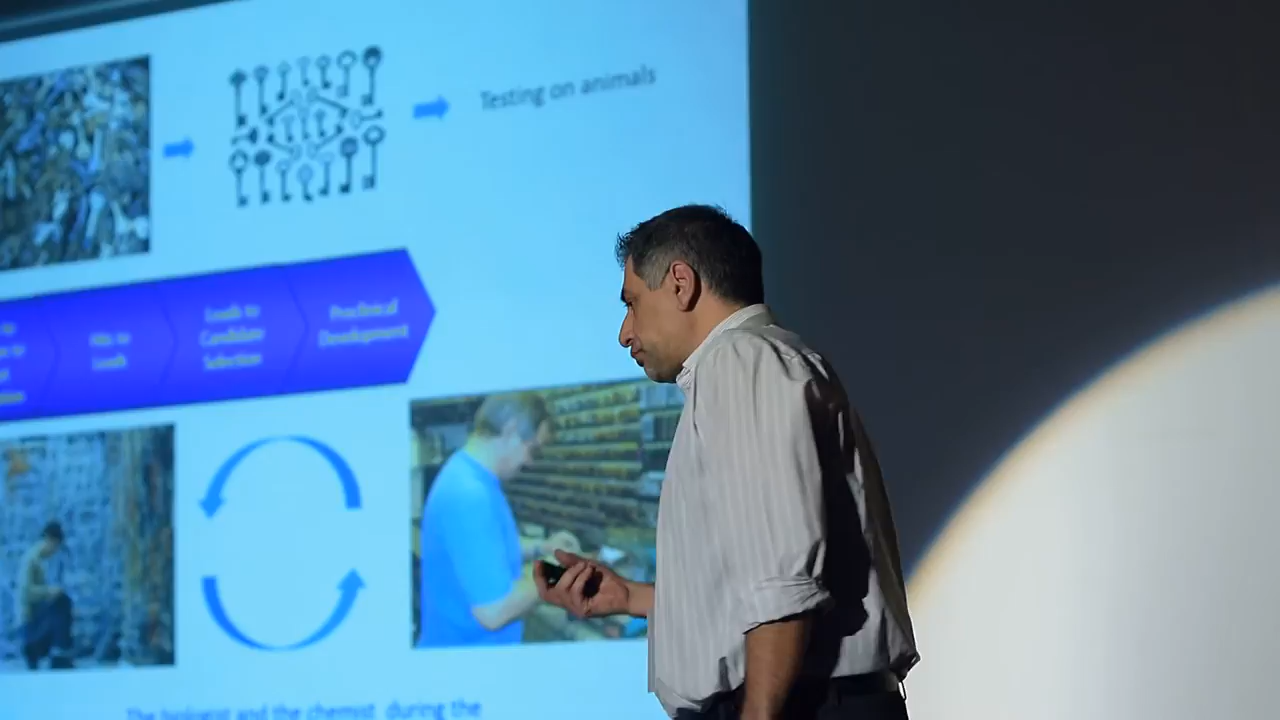 Testing on animals
to
Hits to
Leads
Leads to
Candidate
Selection
Preclinical
Development
The biologist and the chemist during the